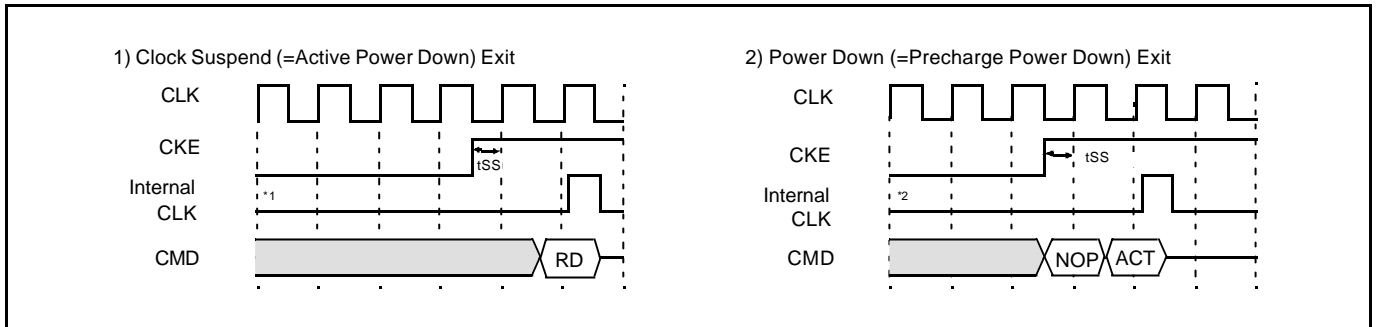 1) Clock Suspend (=Active Power Down) Exit
CLK
CKE
tSS
Internal
CLK
*1
CMD
RD
2) Power Down (=Precharge Power Down) Exit
CLK
CKE
tSS
Internal
CLK
*2
CMD
NOP
ACT